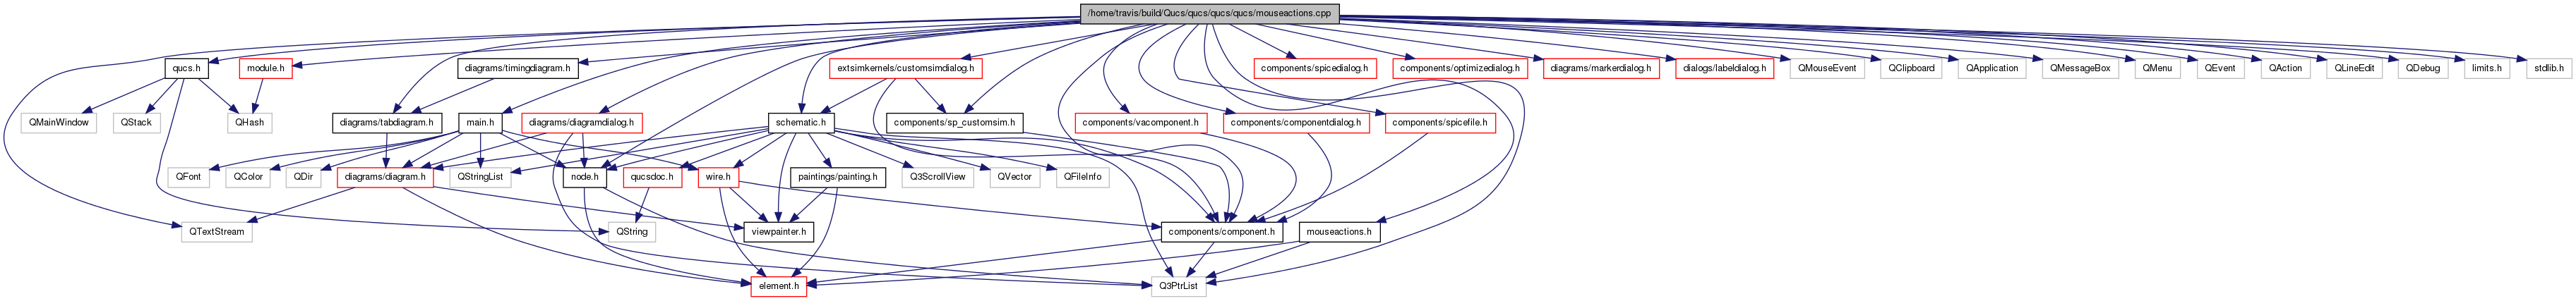 /home/travis/build/Qucs/qucs/qucs/qucs/mouseactions.cpp
qucs.h
module.h
diagrams/timingdiagram.h
extsimkernels/customsimdialog.h
components/spicedialog.h
components/optimizedialog.h
diagrams/markerdialog.h
dialogs/labeldialog.h
QMouseEvent
QClipboard
QApplication
QMessageBox
QMenu
QEvent
QAction
QLineEdit
QDebug
limits.h
stdlib.h
QMainWindow
QStack
QHash
diagrams/tabdiagram.h
main.h
diagrams/diagramdialog.h
schematic.h
components/sp_customsim.h
components/vacomponent.h
components/componentdialog.h
components/spicefile.h
QFont
QColor
QDir
diagrams/diagram.h
QStringList
node.h
qucsdoc.h
wire.h
paintings/painting.h
Q3ScrollView
QVector
QFileInfo
QTextStream
QString
viewpainter.h
components/component.h
mouseactions.h
element.h
Q3PtrList